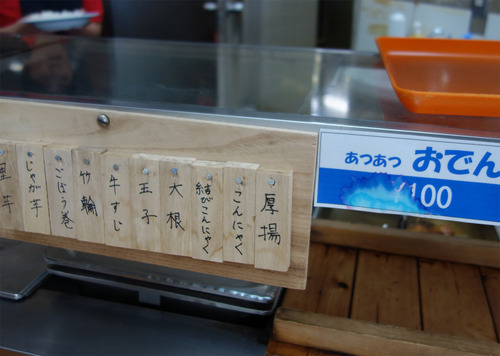 厚揚
こんにゃく
結びこんにゃく
大根
玉子
牛すじ
竹輪
ごぼう巻
じゃが芋
里芋
あつあつ おでん
¥100